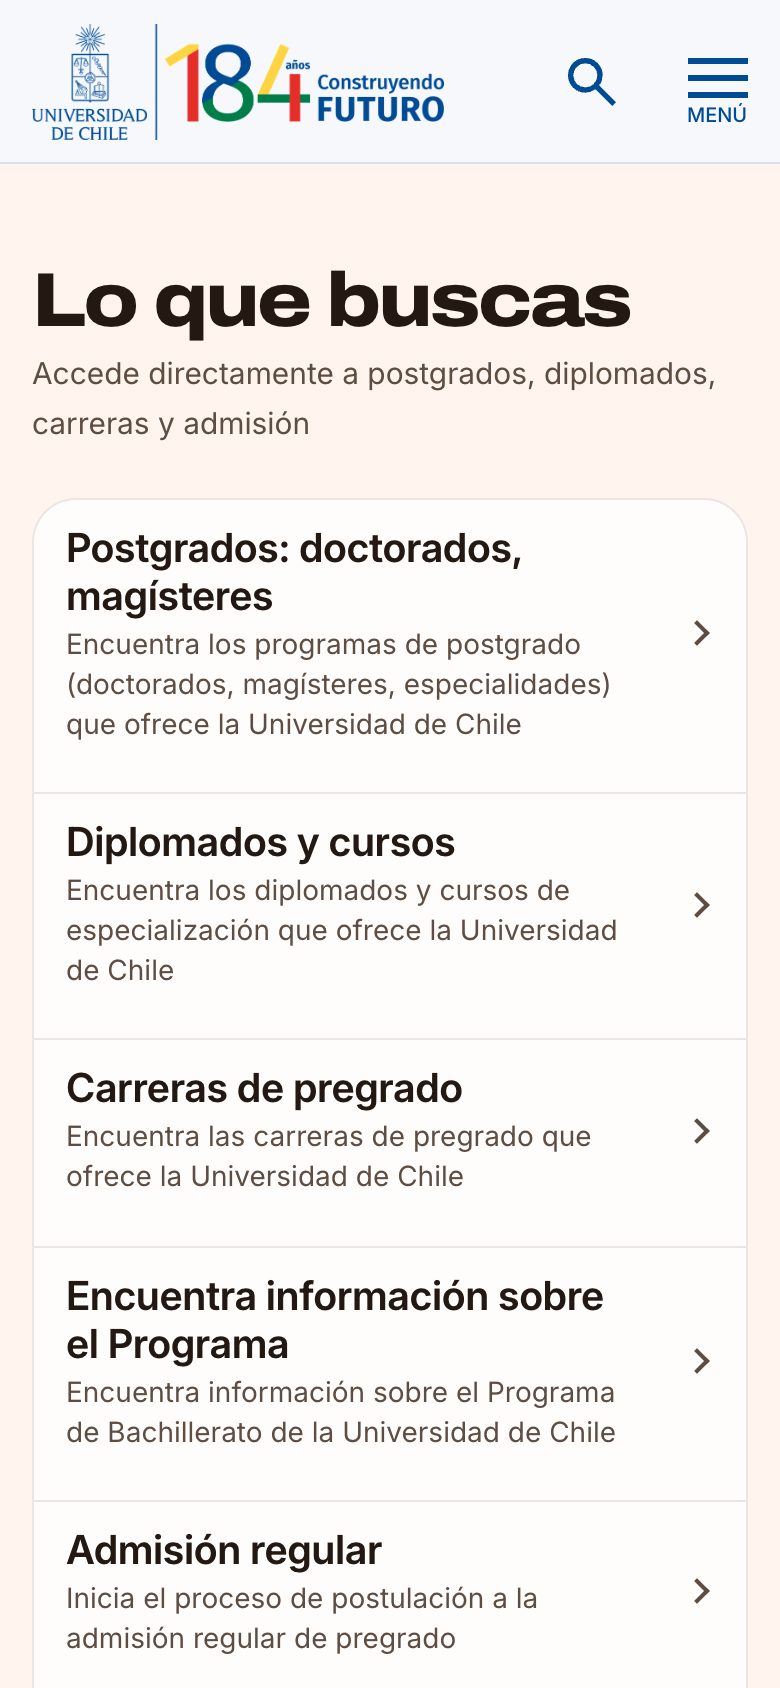 UNIVERSIDAD
DE CHILE
184 años
Construyendo
FUTURO
MENÚ
Lo que buscas
Accede directamente a postgrados, diplomados,
carreras y admisión
Postgrados: doctorados,
magísteres
Encuentra los programas de postgrado
(doctorados, magísteres, especialidades)
que ofrece la Universidad de Chile
Diplomados y cursos
Encuentra los diplomados y cursos de
especialización que ofrece la Universidad
de Chile
Carreras de pregrado
Encuentra las carreras de pregrado que
ofrece la Universidad de Chile
Encuentra información sobre
el Programa
Encuentra información sobre el Programa
de Bachillerato de la Universidad de Chile
Admisión regular
Inicia el proceso de postulación a la
admisión regular de pregrado